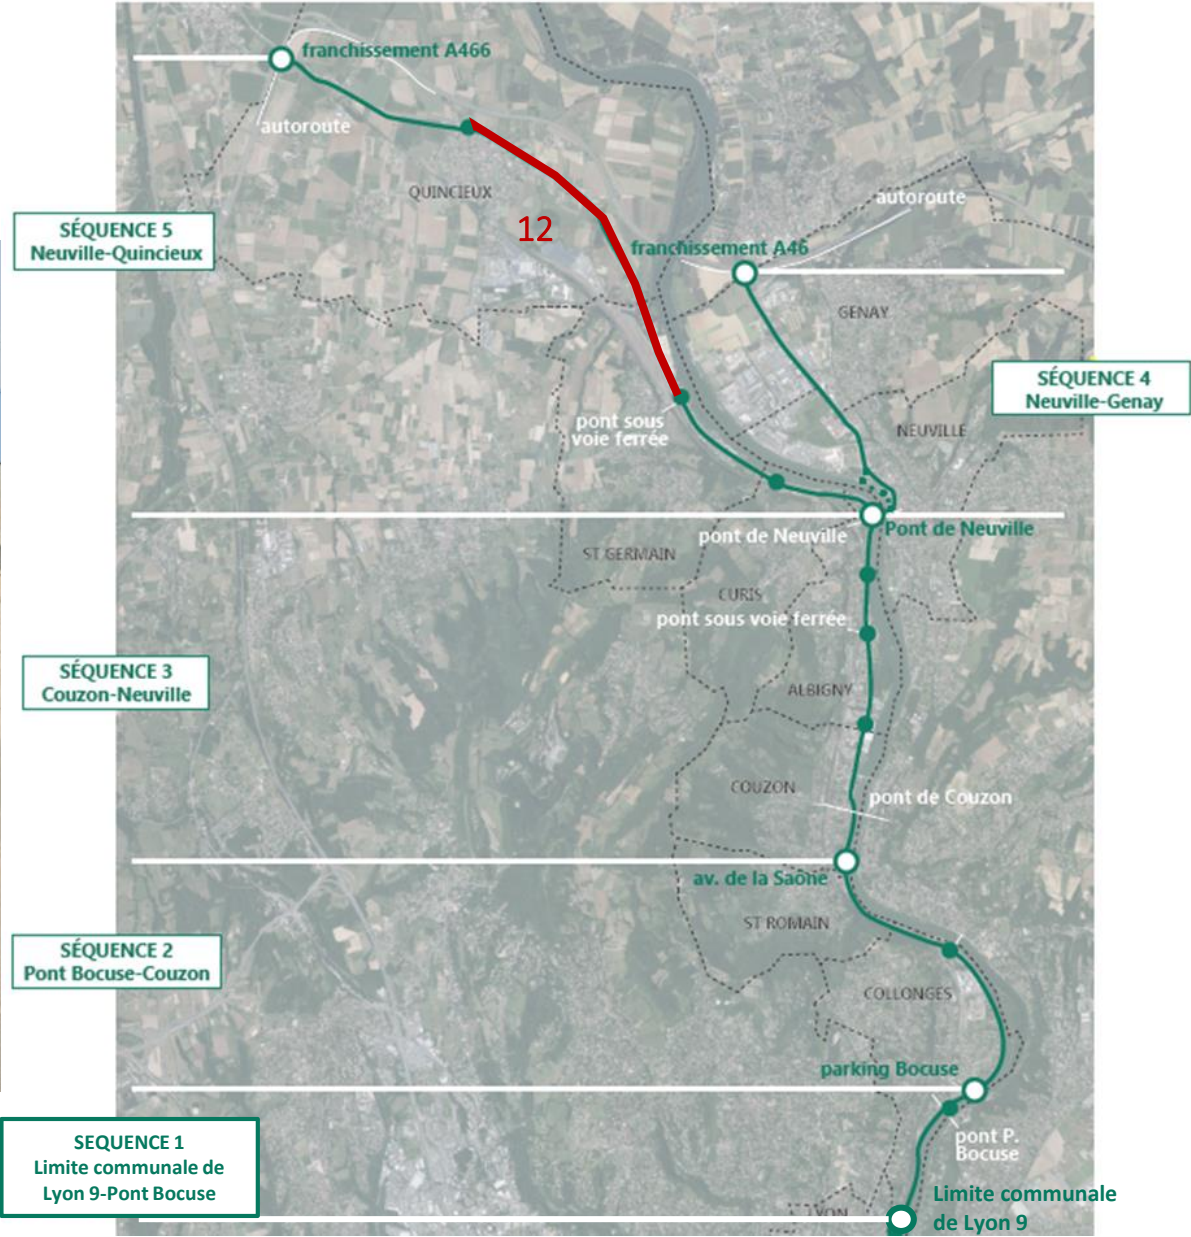 franchissement A466
autoroute
QUINCIEUX
autoroute
SÉQUENCE 5
Neuville-Quincieux
12
franchissement A46
GENAY
SÉQUENCE 4
Neuville-Genay
pont sous
voie ferrée
NEUVILLE
pont de Neuville
Pont de Neuville
ST GERMAIN
CURIS
pont sous voie ferrée
SÉQUENCE 3
Couzon-Neuville
ALBIGNY
COUZON
pont de Couzon
av. de la Saône
ST ROMAIN
SÉQUENCE 2
Pont Bocuse-Couzon
COLLONGES
parking Bocuse
SEQUENCE 1
Limite communale de
Lyon 9-Pont Bocuse
pont P.
Bocuse
LYON
Limite communale
de Lyon 9